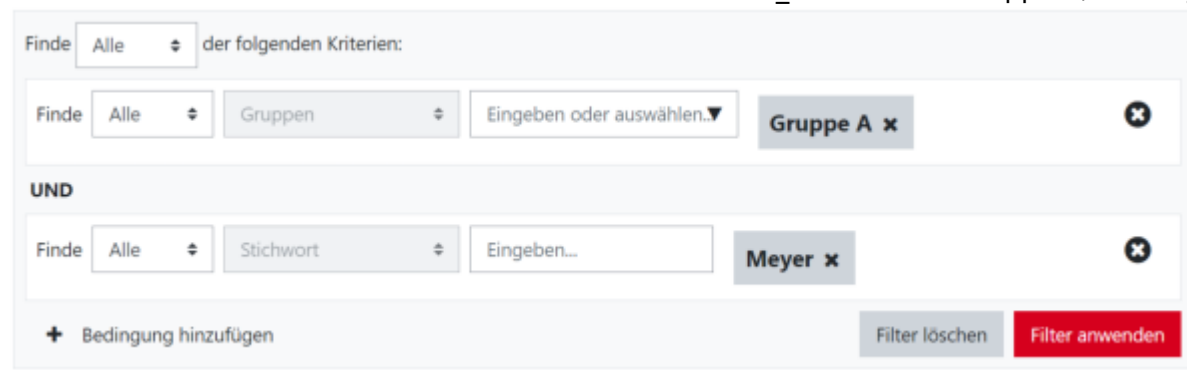 Finde Alle der folgenden Kriterien:
Finde Alle Gruppen Eingeben oder auswählen.. Gruppe A ×
UND
Finde Alle Stichwort Eingeben... Meyer ×
+ Bedingung hinzufügen Filter löschen Filter anwenden